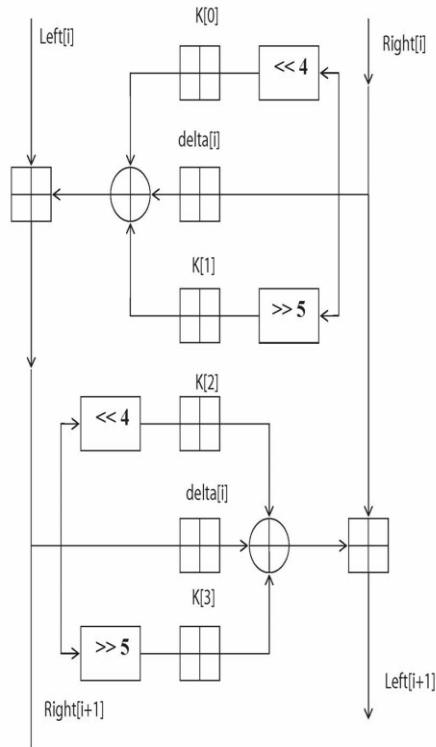 K[0]
Left[i]
Right[i]
<< 4
delta[i]
K[1]
>> 5
K[2]
<< 4
delta[i]
K[3]
>> 5
Left[i+1]
Right[i+1]